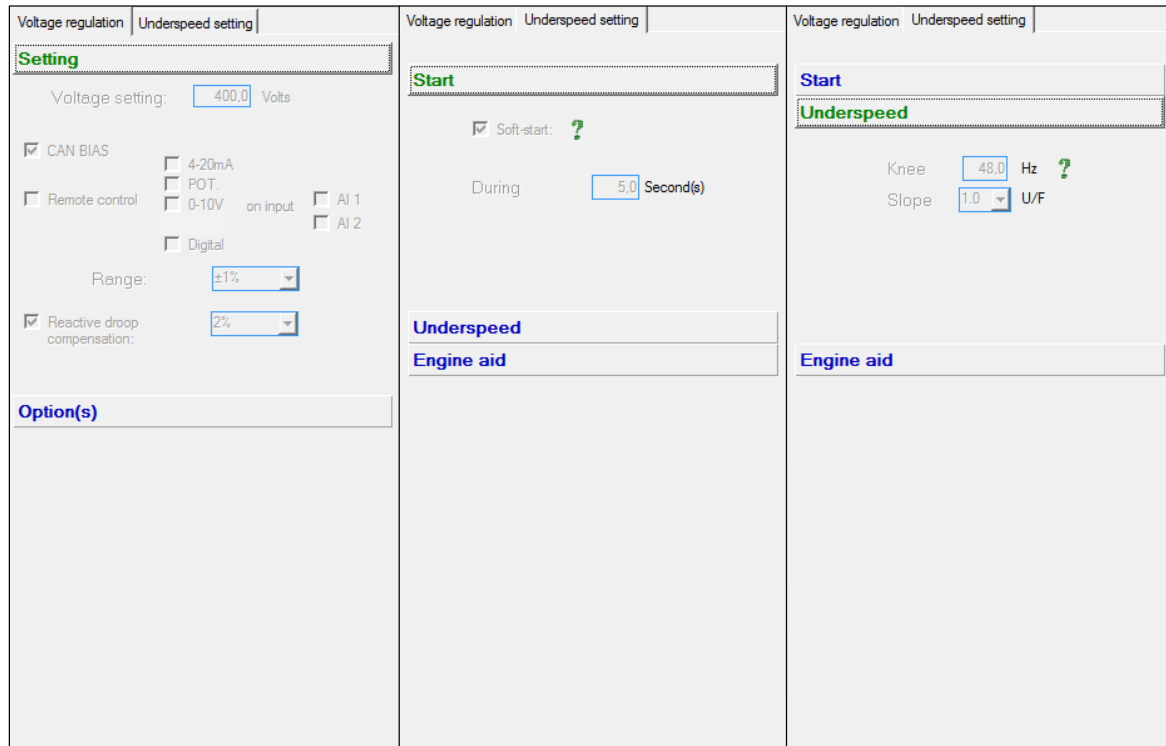 Voltage regulation Underspeed setting
Setting
Voltage setting: 400,0 Volts
CAN BIAS
4-20mA
POT.
Remote control 0-10V on input AI 1
AI 2
Digital
Range: ±1%
Reactive droop compensation: 2%
Option(s)
Voltage regulation Underspeed setting
Start
Soft-start: ?
During 5,0 Second(s)
Underspeed
Engine aid
Voltage regulation Underspeed setting
Start
Underspeed
Knee 48,0 Hz ?
Slope 1.0 U/F
Engine aid